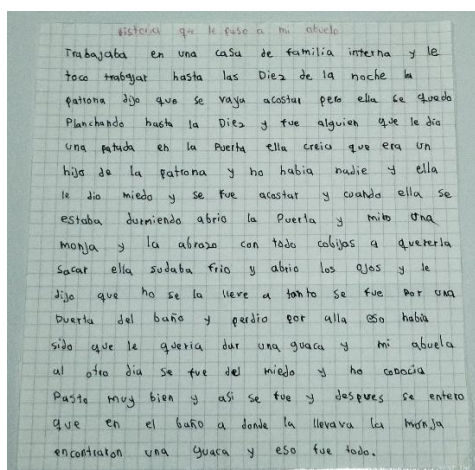 historia que le paso a mi abuela
Trabajaba en una casa de familia interna y le
toco trabajar hasta las Diez de la noche la
patrona dijo que se vaya acostar pero ella se quedo
Planchando hasta la Diez y fue alguien que le dio
una patada en la Puerta ella creia que era un
hijo de la patrona y no habia nadie y ella
le dio miedo y se fue acostar y cuando ella se
estaba durmiendo abrio la Puerta y miro una
monja y la abrazo con todo cobijas a quererla
sacar ella sudaba frio y abrio los ojos y le
dijo que no se la lleve a tanto se fue Por una
Puerta del baño y perdio por alla eso habia
sido que le queria dar una guaca y mi abuela
al otro dia se fue del miedo y no conocia
Pasto muy bien y asi se fue y despues se entero
que en el baño a donde la llevava la monja
encontraron una guaca y eso fue todo.